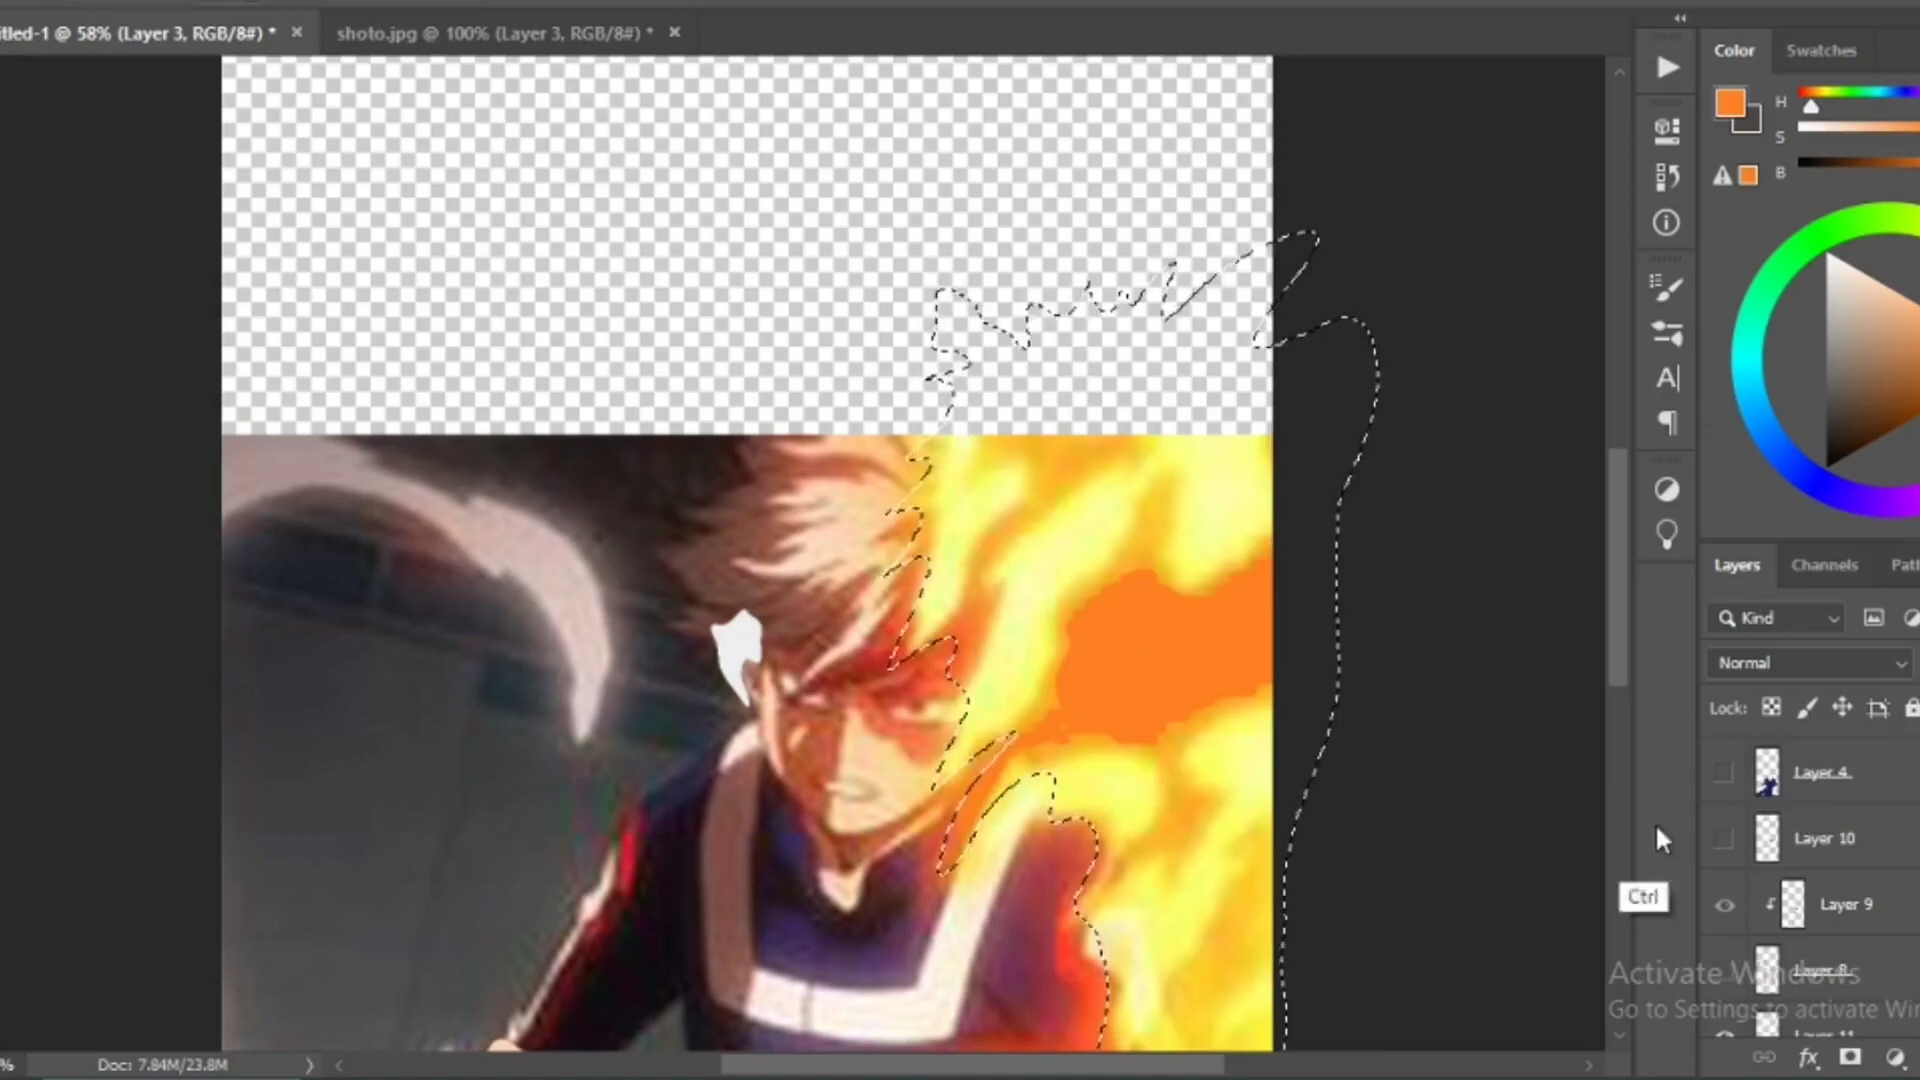 itled-1 @ 58% (Layer 3, RGB/8#) *
shoto.jpg @ 100% (Layer 3, RGB/8#) *
Color
Swatches
H
S
B
A
Layers
Channels
Path
Kind
Normal
Lock:
Layer 4
Layer 10
Layer 9
Ctrl
Layer 8
Activate Windows
Go to Settings to activate Win
Layer 11
%
Doc: 7.84M/23.8M
fx